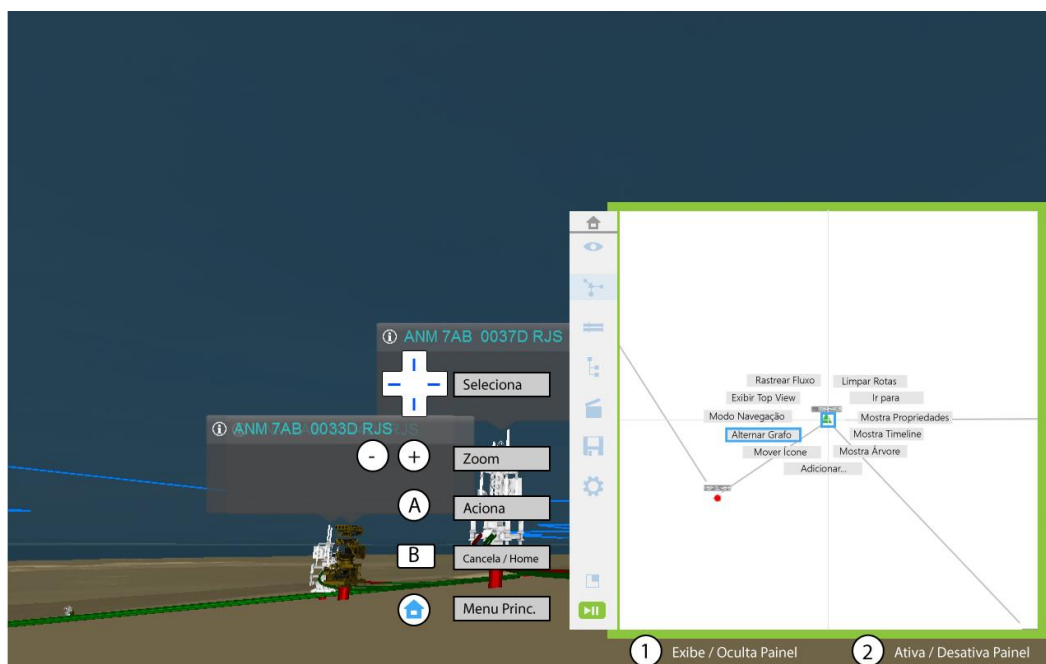 ANM 7AB 0037D RJS
Seleciona
ANM 7AB 0033D RJS
- + Zoom
A Aciona
B Cancela / Home
Menu Princ.
Rastrear Fluxo Limpar Rotas
Exibir Top View Ir para
Modo Navegação Mostra Propriedades
Alternar Grafo Mostra Timeline
Mover Ícone Mostra Árvore
Adicionar...
1 Exibe / Oculta Painel 2 Ativa / Desativa Painel